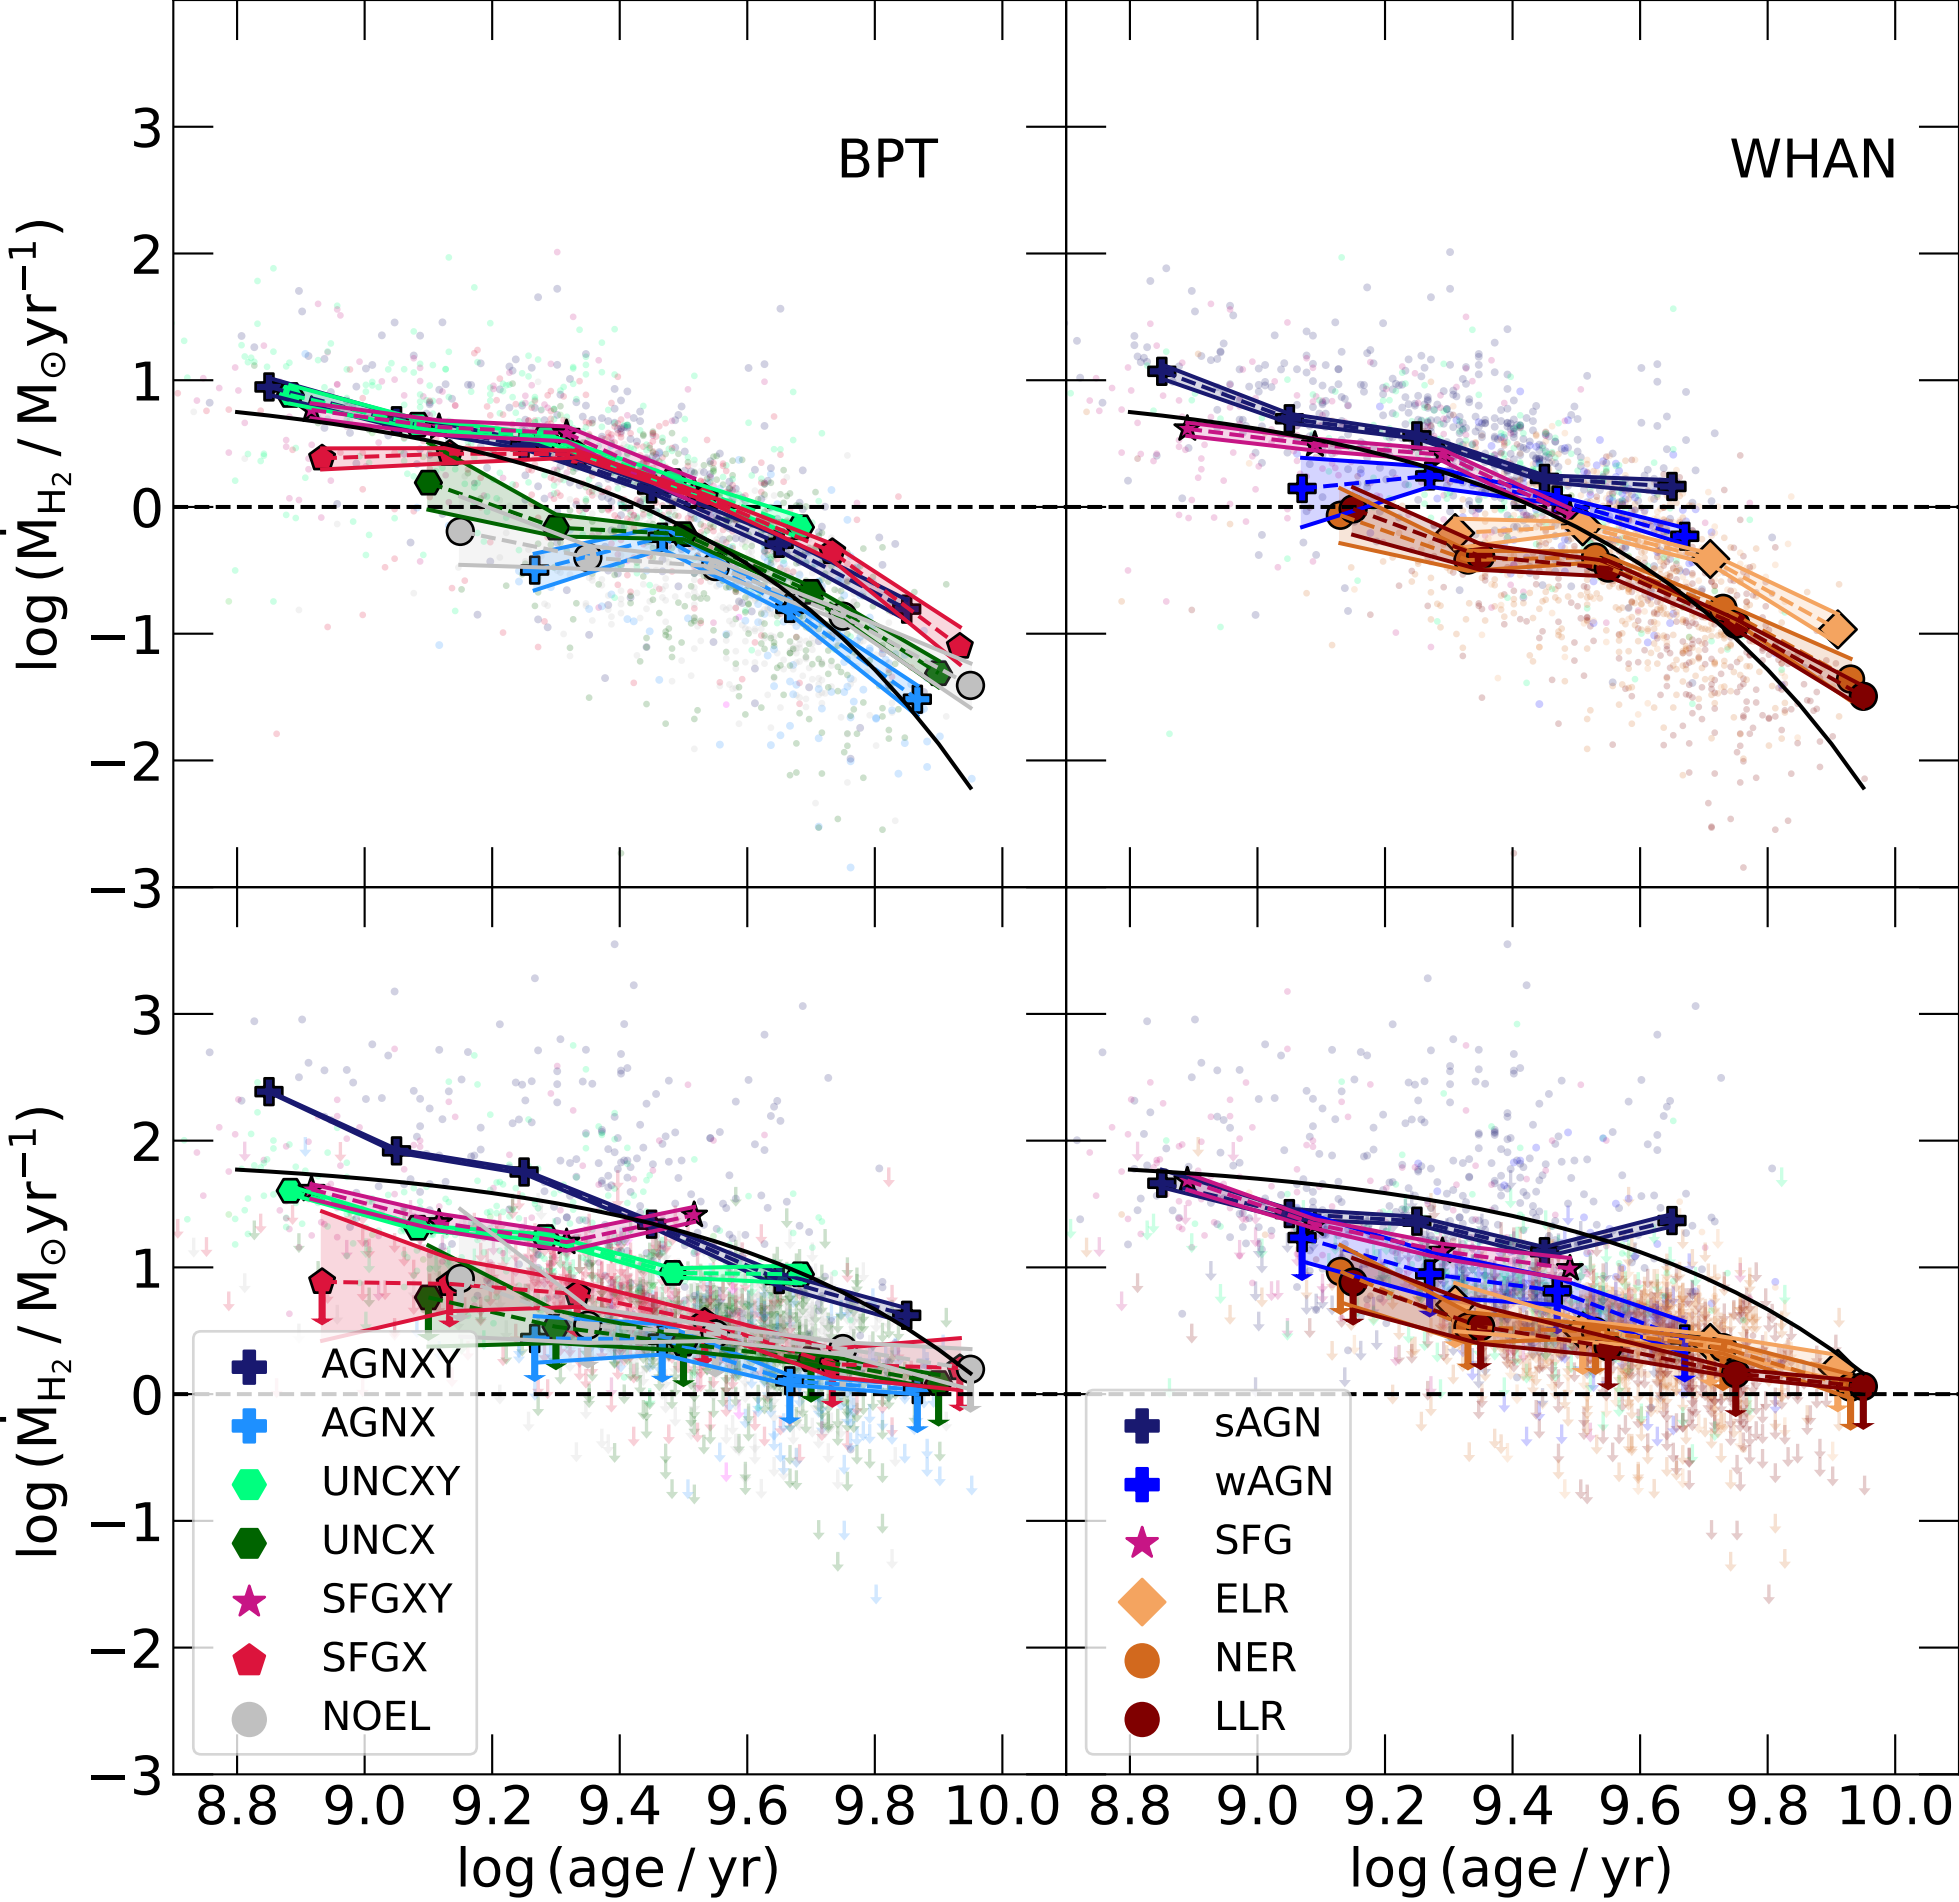 BPT
WHAN
3
2
1
0
−1
−2
−3
log (Ṁ_H₂ / M⊙yr⁻¹)
3
2
1
0
−1
−2
−3
log (Ṁ_H₂ / M⊙yr⁻¹)
AGNXY
AGNX
UNCXY
UNCX
SFGXY
SFGX
NOEL
sAGN
wAGN
SFG
ELR
NER
LLR
8.8 9.0 9.2 9.4 9.6 9.8 10.0 8.8 9.0 9.2 9.4 9.6 9.8 10.0
log (age / yr) log (age / yr)